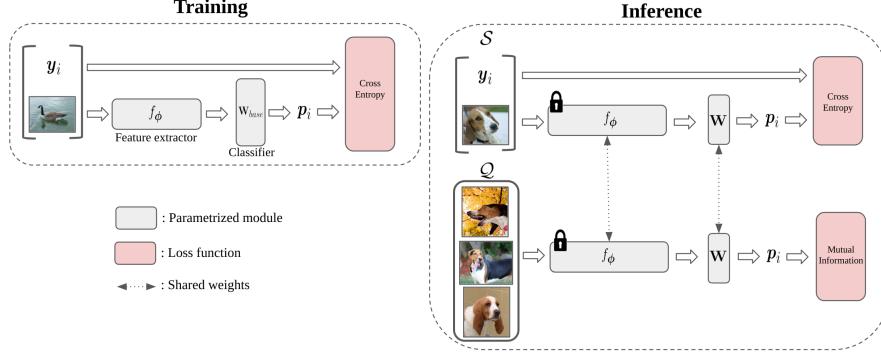 Training
y_i
f_ϕ
Feature extractor
W_base
Classifier
p_i
Cross
Entropy
: Parametrized module
: Loss function
: Shared weights
Inference
S
y_i
f_ϕ
W
p_i
Cross
Entropy
Q
f_ϕ
W
p_i
Mutual
Information